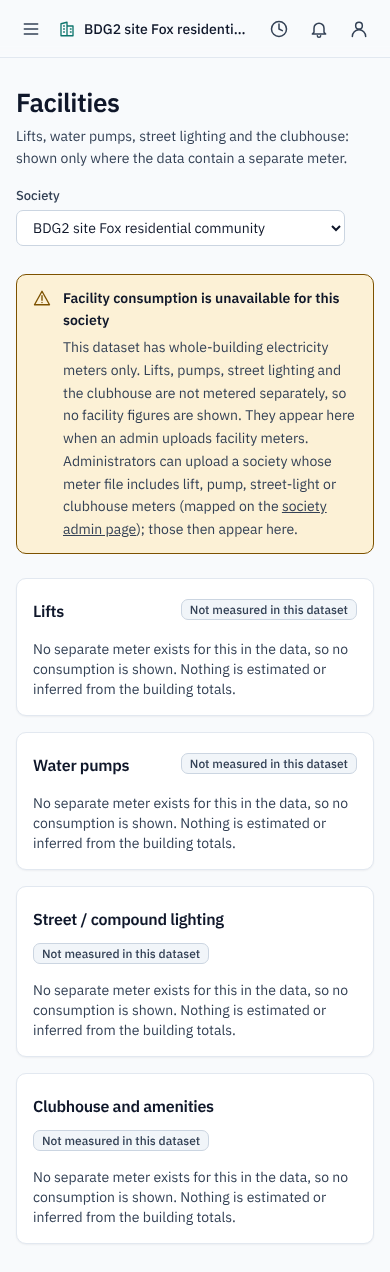 BDG2 site Fox residenti...
Facilities
Lifts, water pumps, street lighting and the clubhouse:
shown only where the data contain a separate meter.
Society
BDG2 site Fox residential community
Facility consumption is unavailable for this
society
This dataset has whole-building electricity
meters only. Lifts, pumps, street lighting and
the clubhouse are not metered separately, so
no facility figures are shown. They appear here
when an admin uploads facility meters.
Administrators can upload a society whose
meter file includes lift, pump, street-light or
clubhouse meters (mapped on the society
admin page); those then appear here.
Lifts
Not measured in this dataset
No separate meter exists for this in the data, so no
consumption is shown. Nothing is estimated or
inferred from the building totals.
Water pumps
Not measured in this dataset
No separate meter exists for this in the data, so no
consumption is shown. Nothing is estimated or
inferred from the building totals.
Street / compound lighting
Not measured in this dataset
No separate meter exists for this in the data, so no
consumption is shown. Nothing is estimated or
inferred from the building totals.
Clubhouse and amenities
Not measured in this dataset
No separate meter exists for this in the data, so no
consumption is shown. Nothing is estimated or
inferred from the building totals.